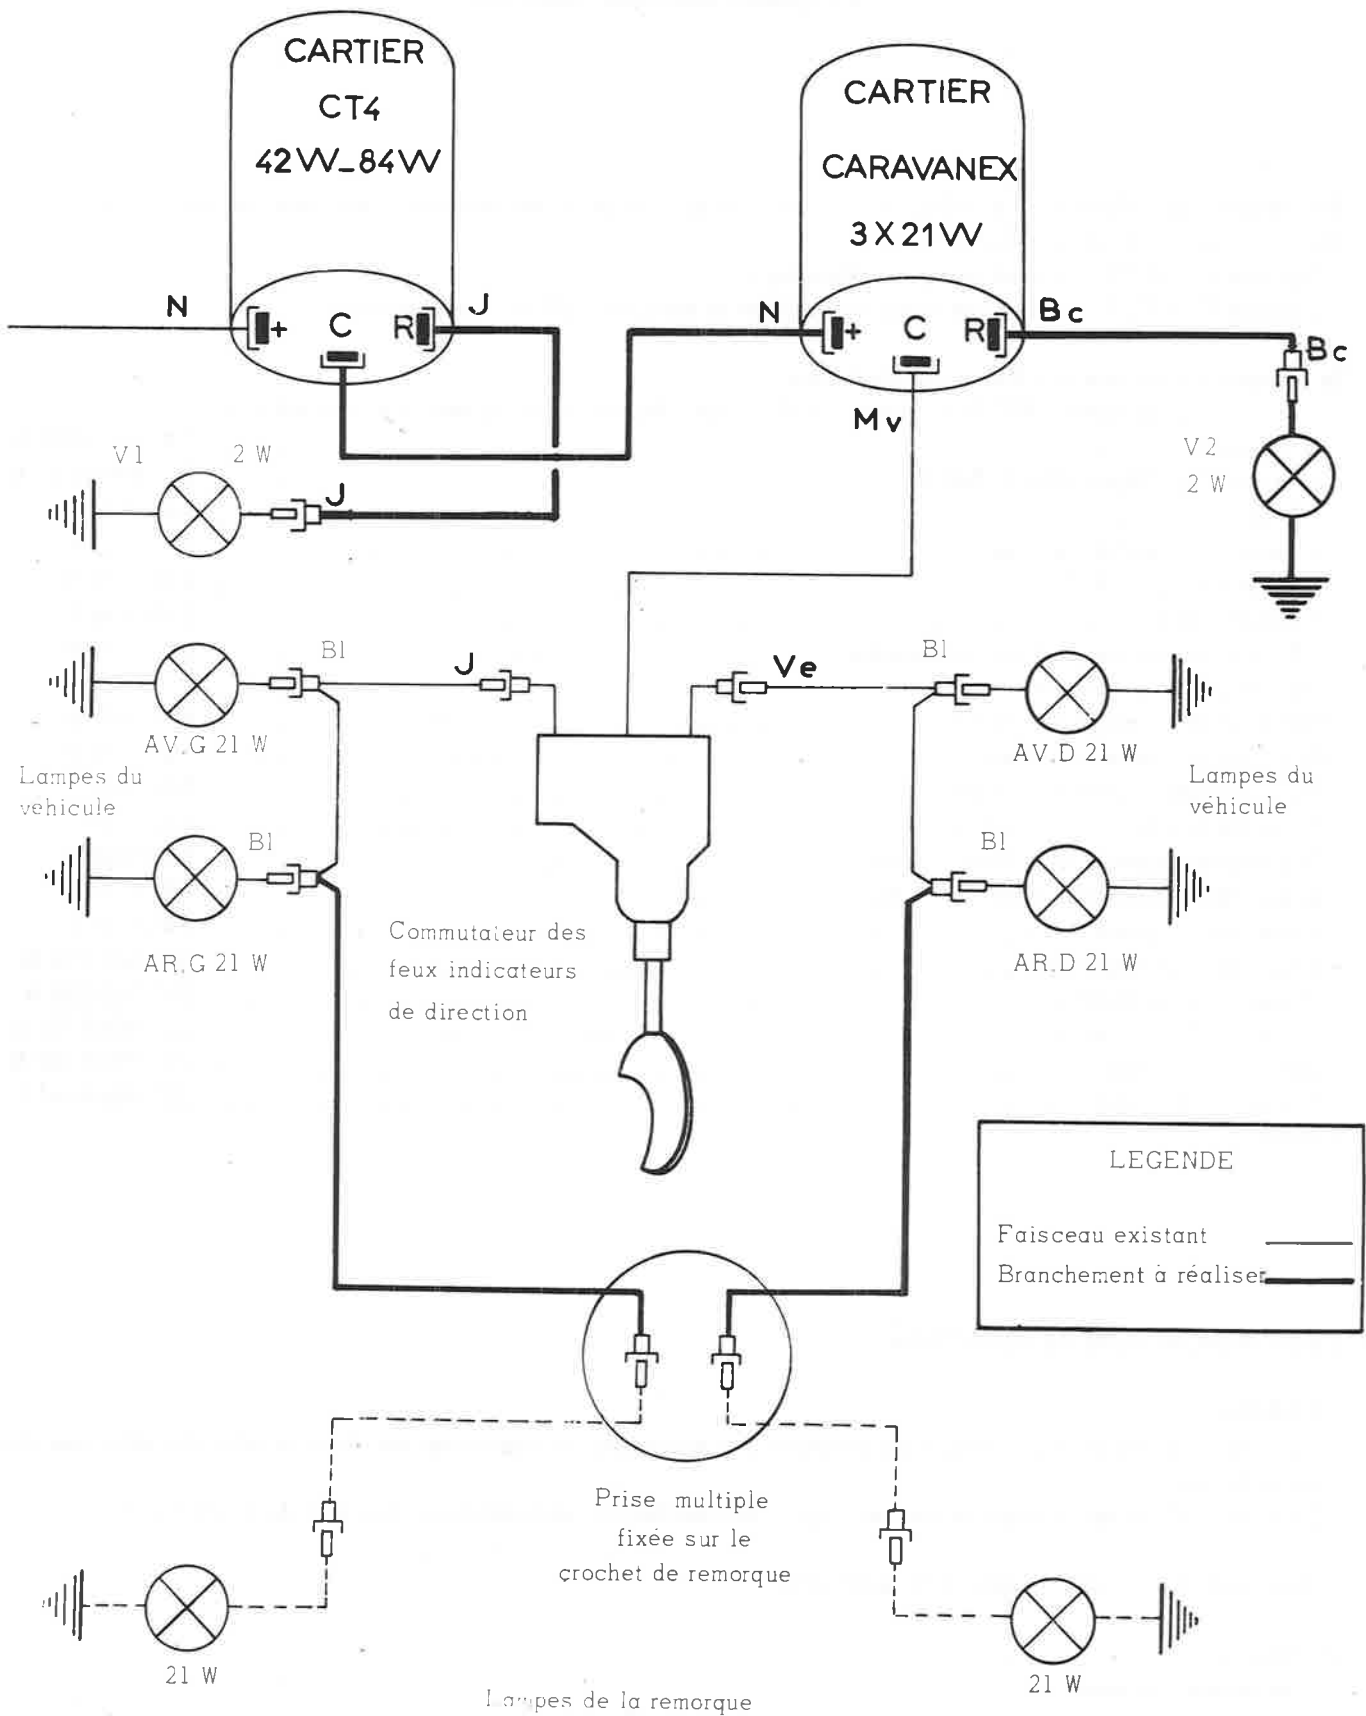 CARTIER
CT4
42W_84W
CARTIER
CARAVANEX
3X21W
N
+
C
R
J
N
+
C
R
Bc
Bc
Mv
V1
2 W
J
V2
2 W
Bl
J
Ve
Bl
AV.G 21 W
AV.D 21 W
Lampes du
véhicule
Lampes du
véhicule
Bl
Bl
AR.G 21 W
AR.D 21 W
Commutateur des
feux indicateurs
de direction
LEGENDE
Faisceau existant
Branchement à réaliser
Prise multiple
fixée sur le
crochet de remorque
21 W
21 W
Lampes de la remorque